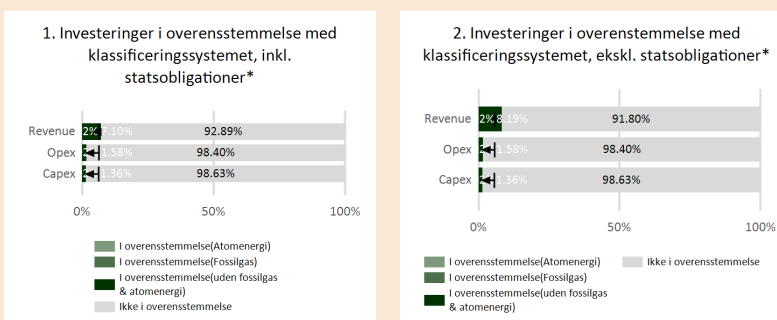 1. Investeringer i overensstemmelse med
klassificeringssystemet, inkl.
statsobligationer*
Revenue 2% 7.10% 92.89%
Opex 1.58% 98.40%
Capex 1.36% 98.63%
0% 50% 100%
I overensstemmelse(Atomenergi)
I overensstemmelse(Fossilgas)
I overensstemmelse(uden fossilgas
& atomenergi)
Ikke i overensstemmelse
2. Investeringer i overenstemmelse med
klassificeringssystemet, ekskl. statsobligationer*
Revenue 2% 8.19% 91.80%
Opex 1.58% 98.40%
Capex 1.36% 98.63%
0% 50% 100%
I overensstemmelse(Atomenergi) Ikke i overensstemmelse
I overensstemmelse(Fossilgas)
I overensstemmelse(uden fossilgas
& atomenergi)